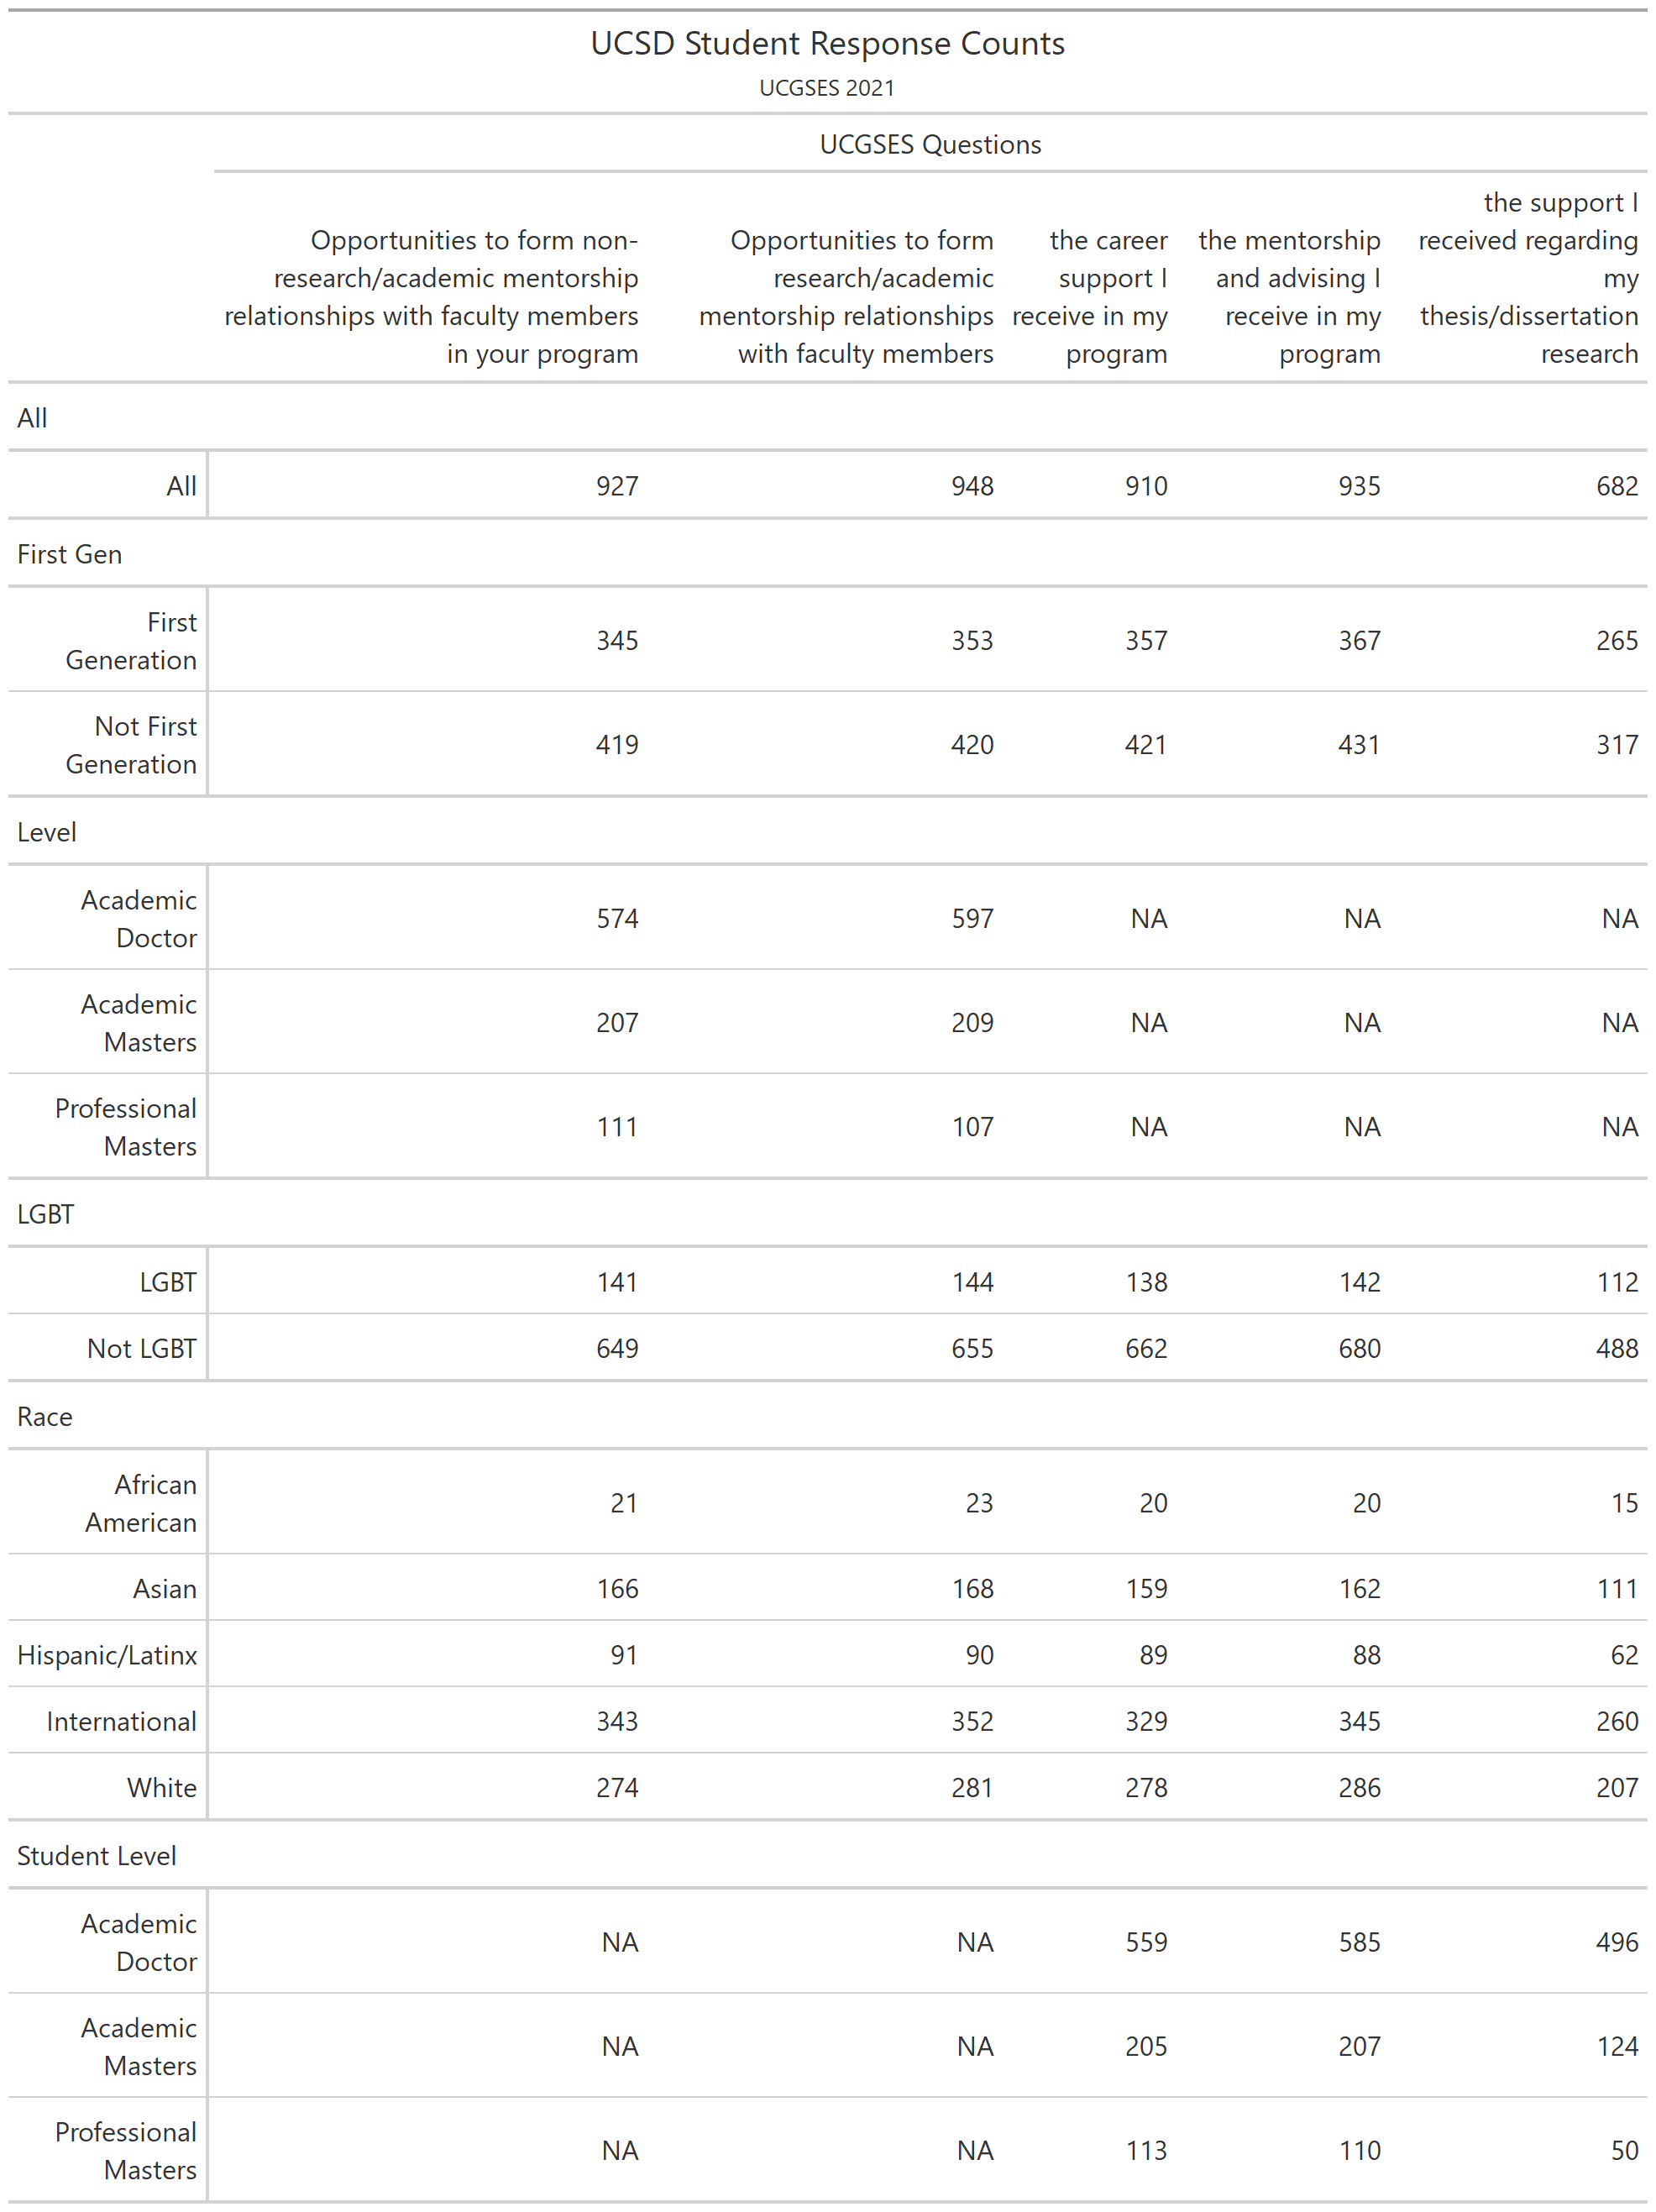 UCSD Student Response Counts
UCGSES 2021
UCGSES Questions
Opportunities to form non-
research/academic mentorship
relationships with faculty members
in your program
Opportunities to form
research/academic
mentorship relationships
with faculty members
the career
support I
receive in my
program
the mentorship
and advising I
receive in my
program
the support I
received regarding
my
thesis/dissertation
research
All
All 927 948 910 935 682
First Gen
First
Generation 345 353 357 367 265
Not First
Generation 419 420 421 431 317
Level
Academic
Doctor 574 597 NA NA NA
Academic
Masters 207 209 NA NA NA
Professional
Masters 111 107 NA NA NA
LGBT
LGBT 141 144 138 142 112
Not LGBT 649 655 662 680 488
Race
African
American 21 23 20 20 15
Asian 166 168 159 162 111
Hispanic/Latinx 91 90 89 88 62
International 343 352 329 345 260
White 274 281 278 286 207
Student Level
Academic
Doctor NA NA 559 585 496
Academic
Masters NA NA 205 207 124
Professional
Masters NA NA 113 110 50